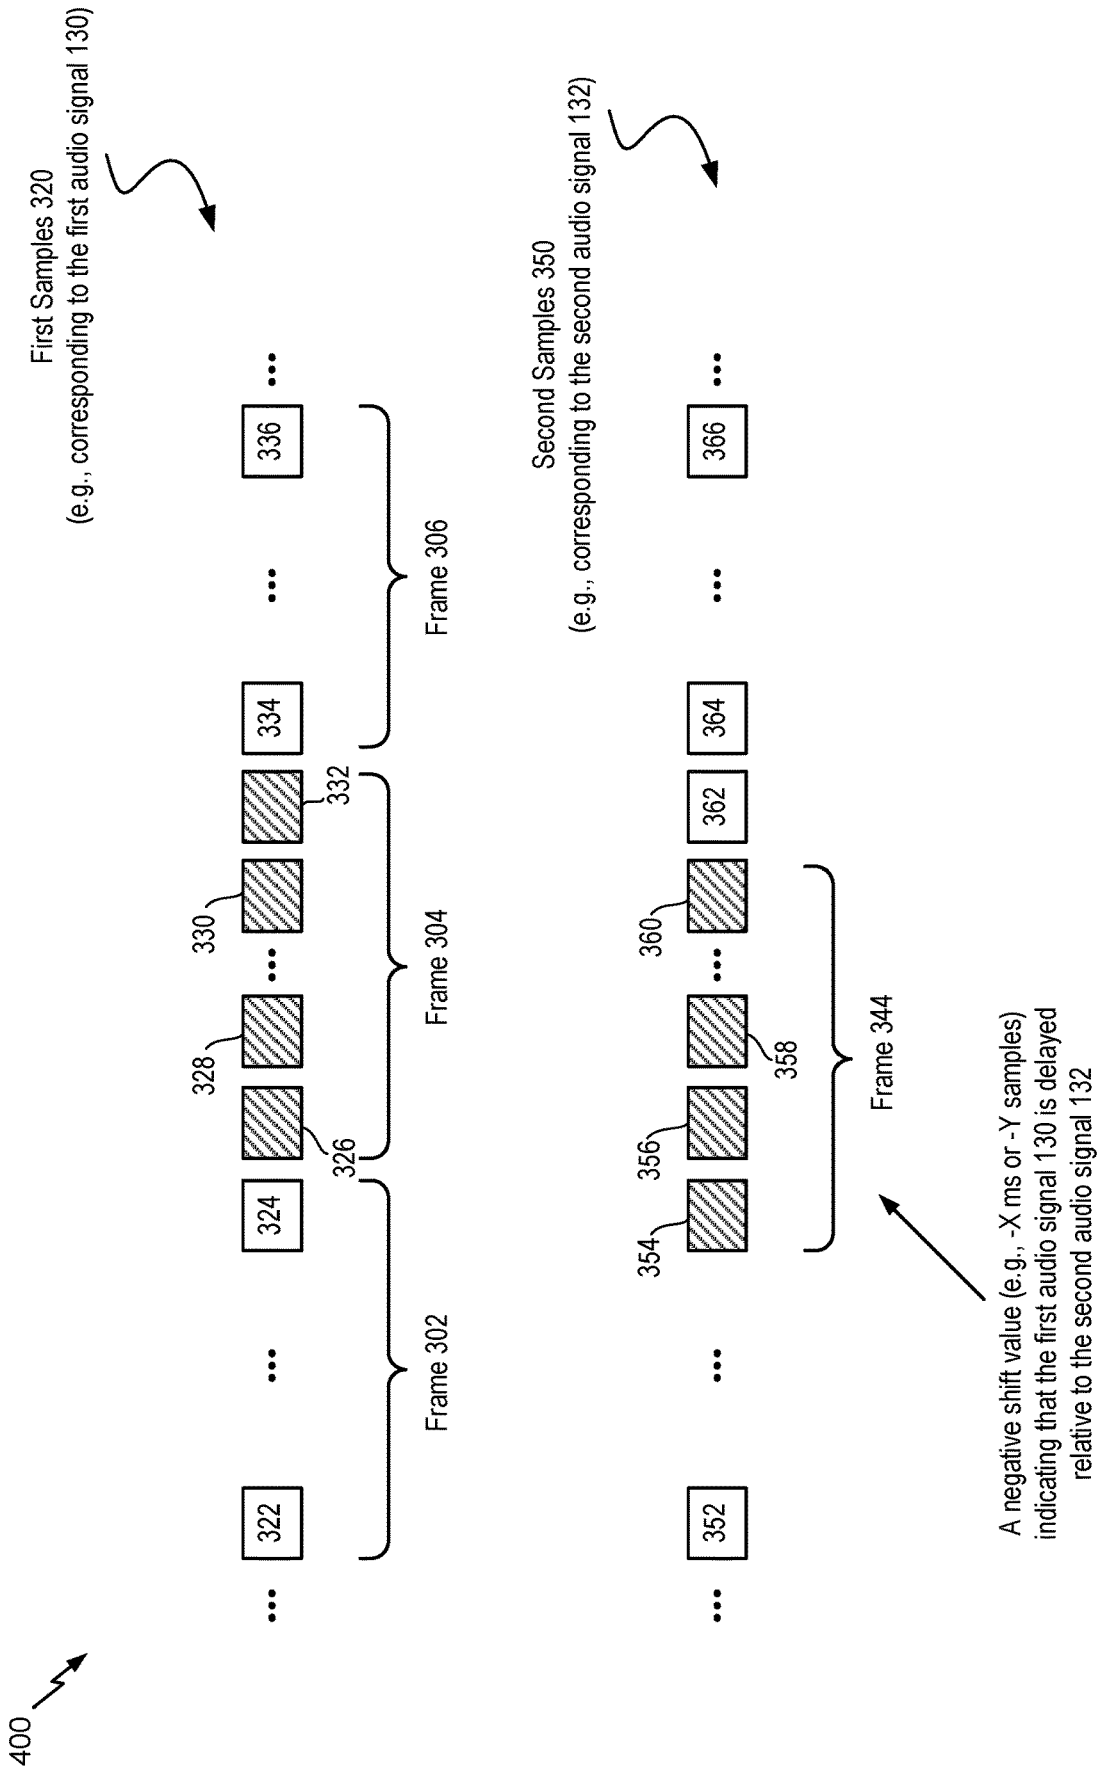 400
First Samples 320
(e.g., corresponding to the first audio signal 130)
...
322
...
324
326
328
...
330
332
334
...
336
...
Frame 302
Frame 304
Frame 306
Second Samples 350
(e.g., corresponding to the second audio signal 132)
...
352
...
354
356
358
...
360
362
364
...
366
...
Frame 344
A negative shift value (e.g., -X ms or -Y samples)
indicating that the first audio signal 130 is delayed
relative to the second audio signal 132